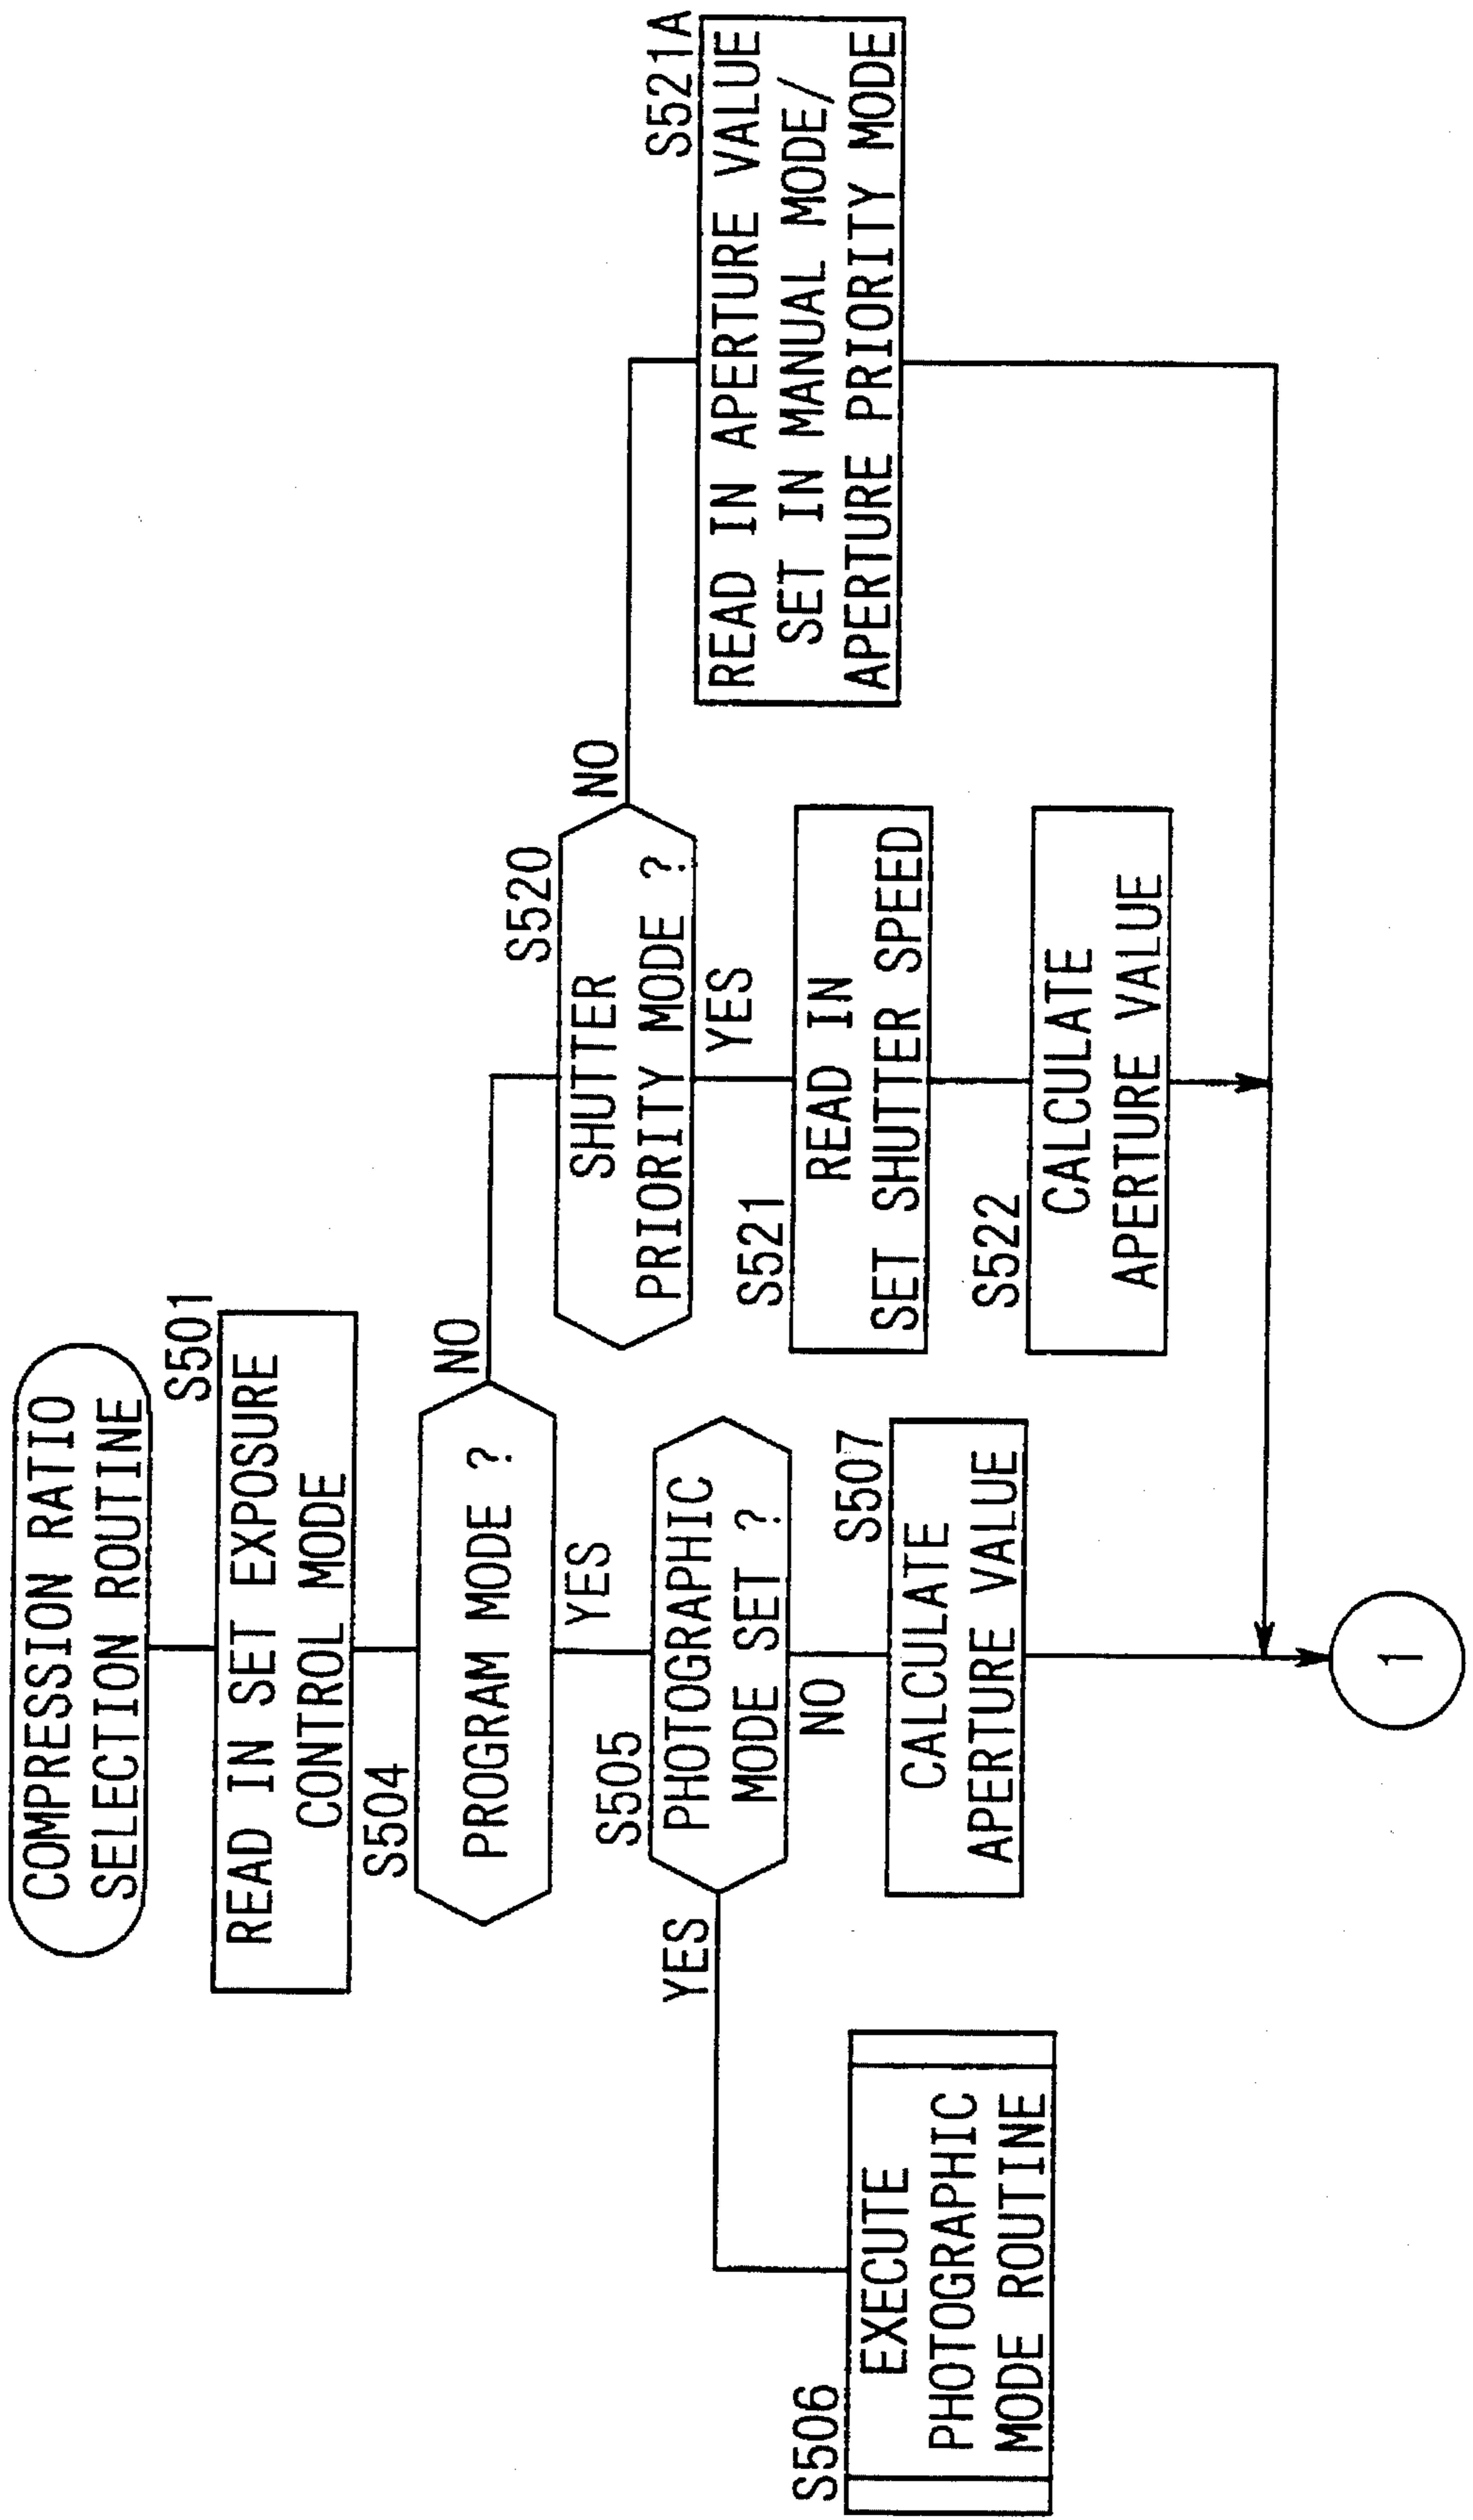 COMPRESSION RATIO
SELECTION ROUTINE
S501
READ IN SET EXPOSURE
CONTROL MODE
S504
PROGRAM MODE ?
NO
YES
S505
PHOTOGRAPHIC
MODE SET ?
YES
NO
S506
EXECUTE
PHOTOGRAPHIC
MODE ROUTINE
S507
CALCULATE
APERTURE VALUE
S520
SHUTTER
PRIORITY MODE ?
NO
YES
S521
READ IN
SET SHUTTER SPEED
S522
CALCULATE
APERTURE VALUE
S521A
READ IN APERTURE VALUE
SET IN MANUAL MODE/
APERTURE PRIORITY MODE
1